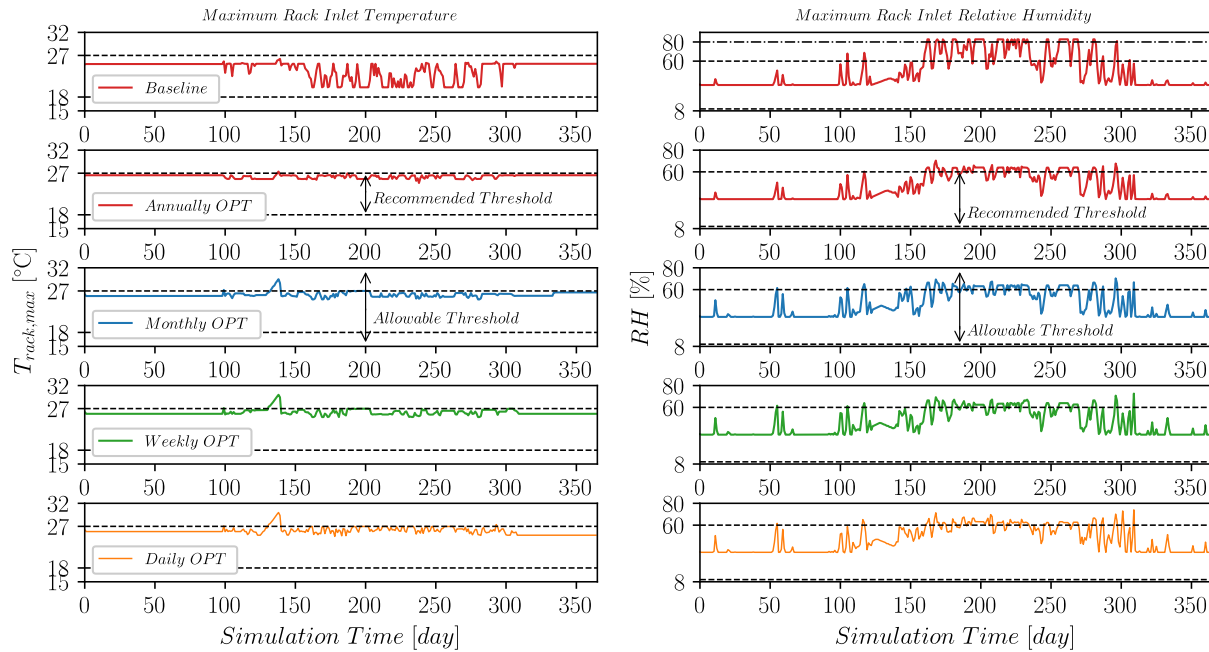 Maximum Rack Inlet Temperature
32
27
18
15
Baseline
0 50 100 150 200 250 300 350
32
27
18
15
Recommended Threshold
Annually OPT
0 50 100 150 200 250 300 350
T_rack,max [°C]
32
27
18
15
Allowable Threshold
Monthly OPT
0 50 100 150 200 250 300 350
32
27
18
15
Weekly OPT
0 50 100 150 200 250 300 350
32
27
18
15
Daily OPT
0 50 100 150 200 250 300 350
Simulation Time [day]
Maximum Rack Inlet Relative Humidity
80
60
8
0 50 100 150 200 250 300 350
80
60
8
Recommended Threshold
0 50 100 150 200 250 300 350
RH [%]
80
60
8
Allowable Threshold
0 50 100 150 200 250 300 350
80
60
8
0 50 100 150 200 250 300 350
80
60
8
0 50 100 150 200 250 300 350
Simulation Time [day]